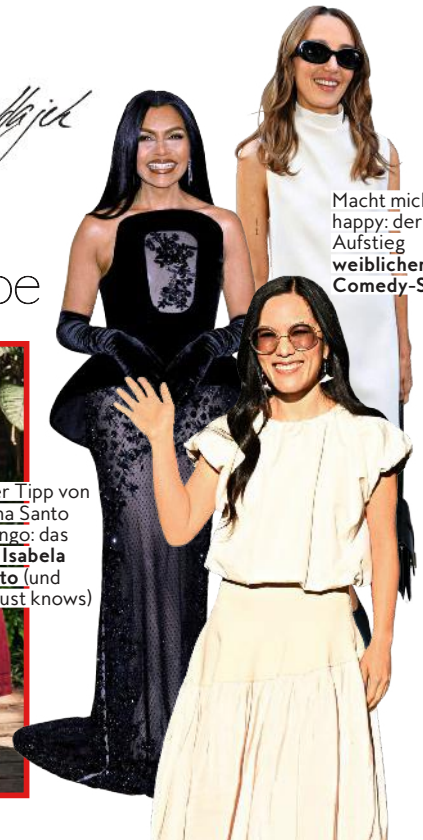 Macht mich
happy: der
Aufstieg
weiblicher
Comedy-S
er Tipp von
na Santo
ngo: das
Isabela
to (und
ust knows)